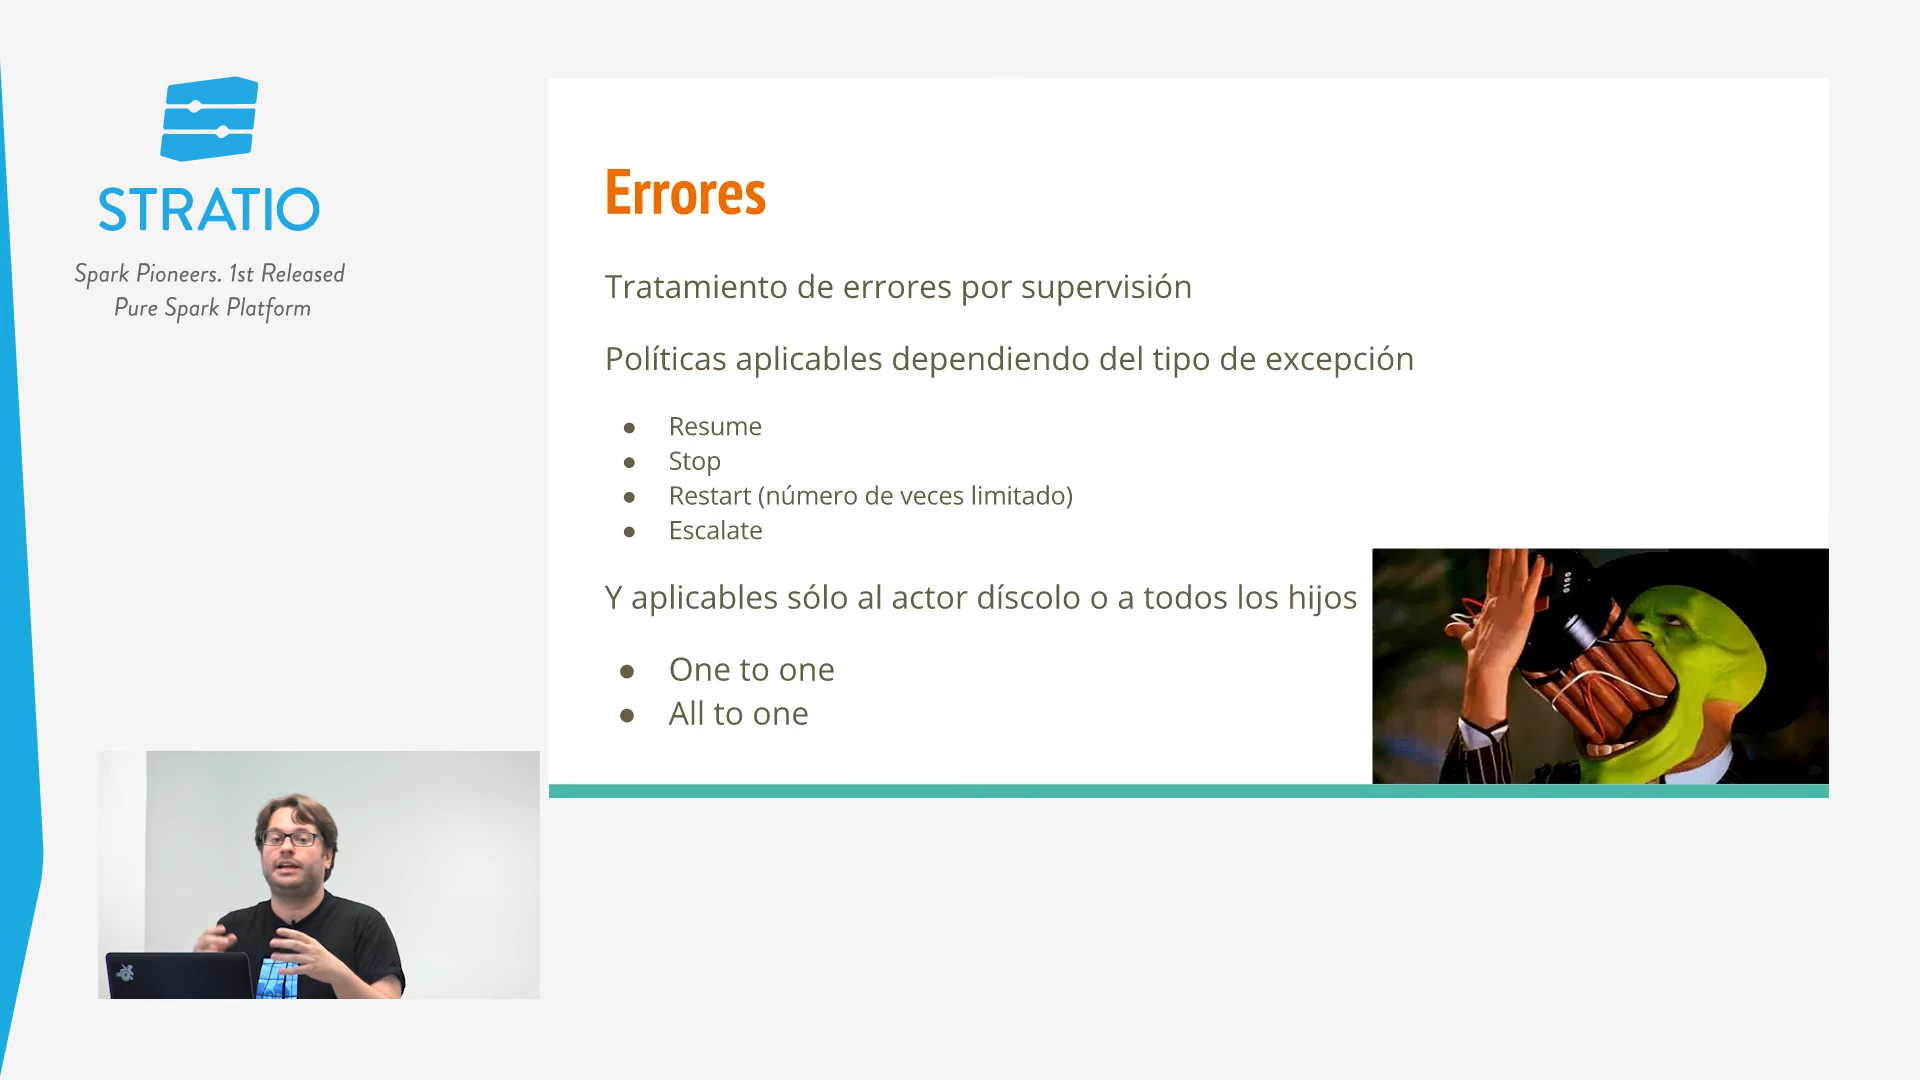 STRATIO
Spark Pioneers. 1st Released
Pure Spark Platform
Errores
Tratamiento de errores por supervisión
Políticas aplicables dependiendo del tipo de excepción
● Resume
● Stop
● Restart (número de veces limitado)
● Escalate
Y aplicables sólo al actor díscolo o a todos los hijos
● One to one
● All to one